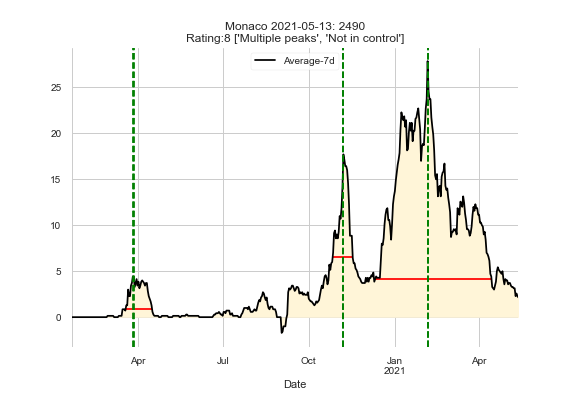 Monaco 2021-05-13: 2490
Rating:8 ['Multiple peaks', 'Not in control']
Average-7d
25
20
15
10
5
0
Apr Jul Oct Jan Apr
2021
Date